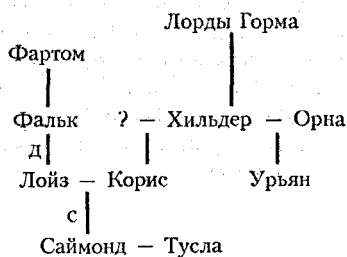 Лорды Горма
Фартом
Фальк ? – Хильдер – Орна
д
Лойз – Корис Урьян
с
Саймонд – Тусла